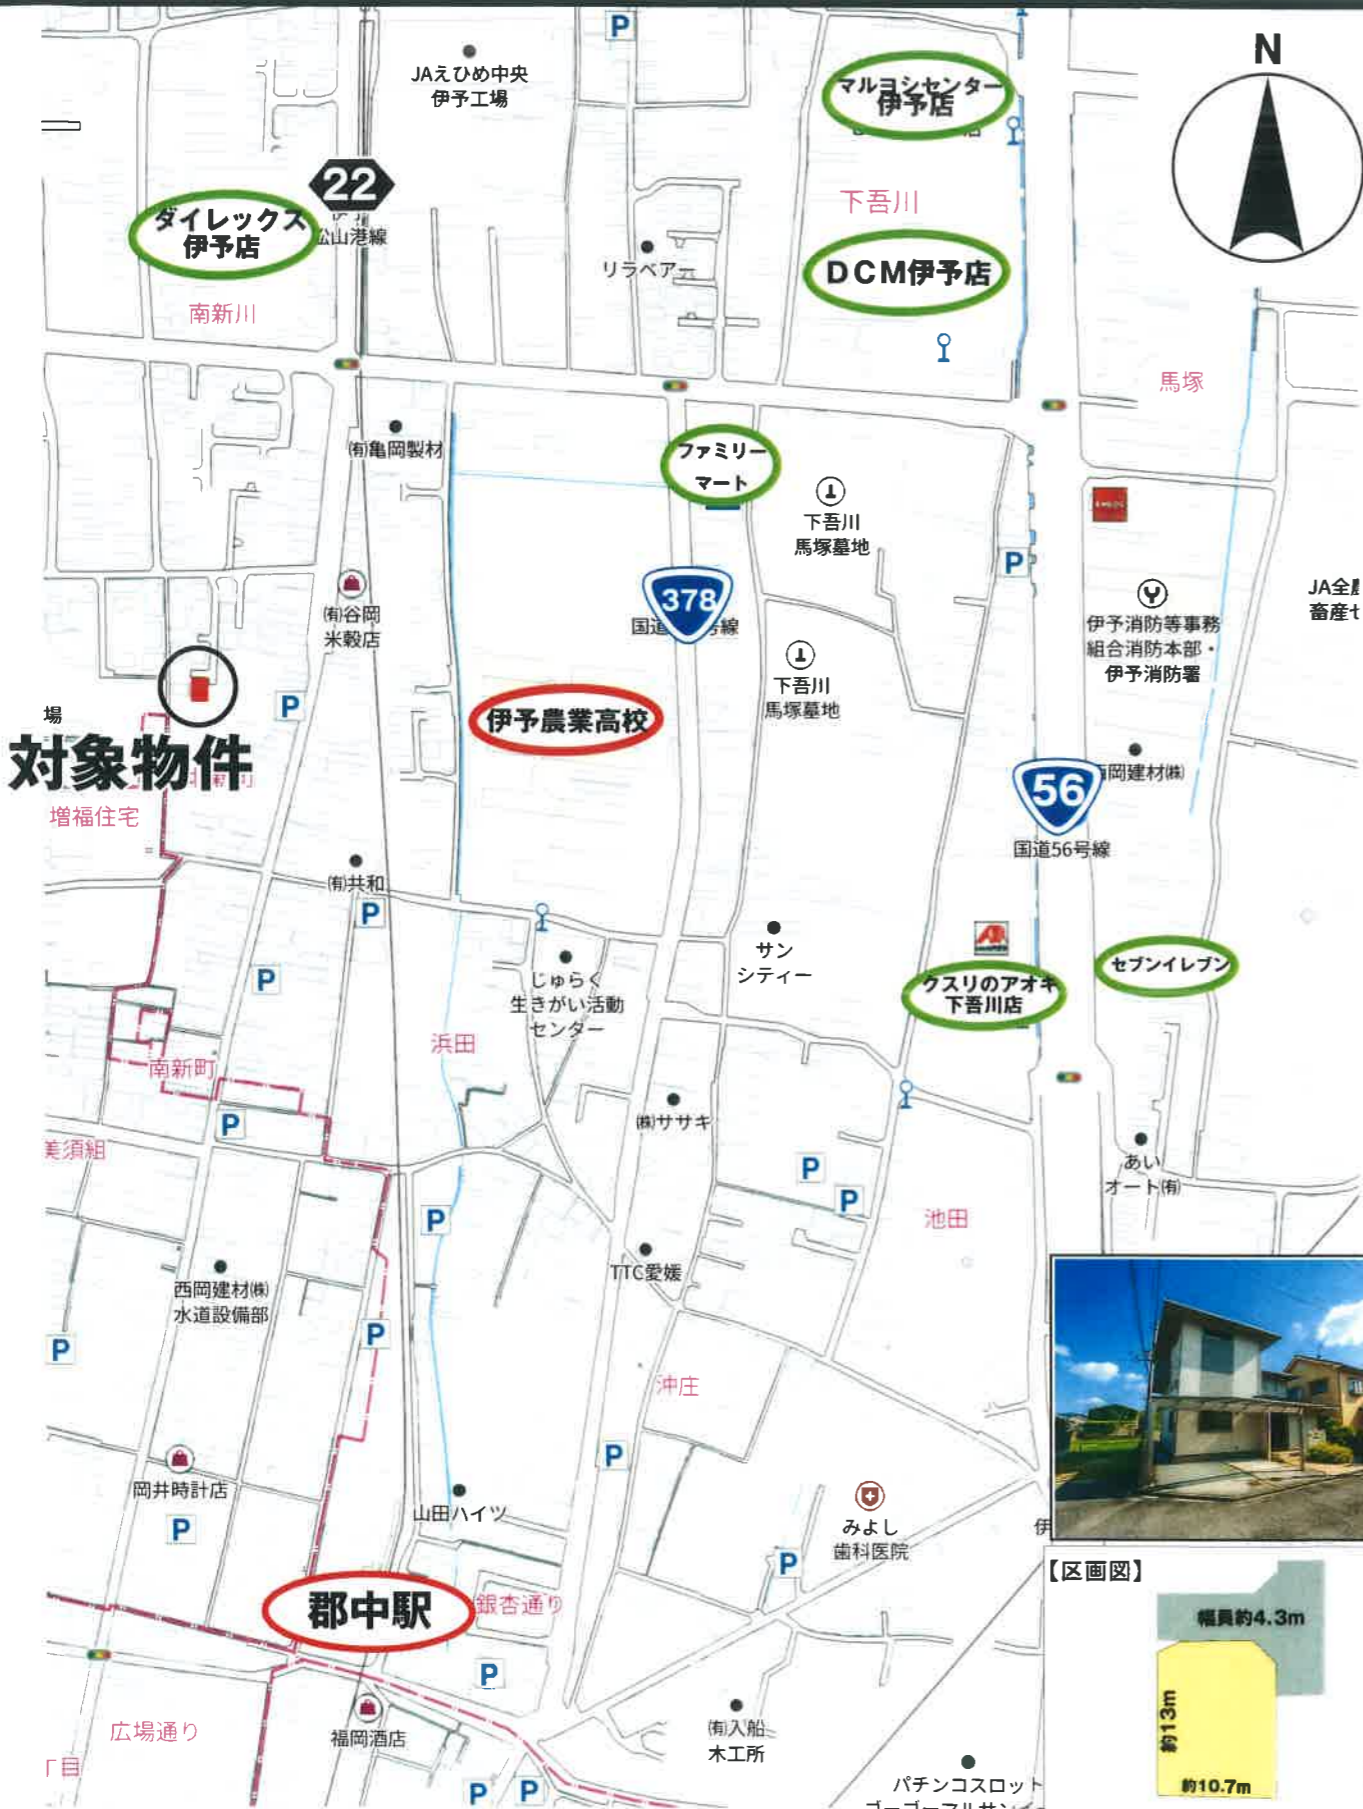 P
JAえひめ中央
伊予工場
マルヨシセンター
伊予店
N
22
松山港線
ダイレックス
伊予店
下吾川
リラベアー
DCM伊予店
南新川
馬塚
㈲亀岡製材
ファミリー
マート
下吾川
馬塚墓地
P
㈲谷岡
米穀店
378
国道
号線
JA全農
伊予消防等事務
組合消防本部・
伊予消防署
下吾川
馬塚墓地
P
伊予農業高校
場
対象物件
増福住宅
56
西岡建材㈱
国道56号線
㈲共和
P
P
サン
シティー
セブンイレブン
クスリのアオキ
下吾川店
じゅらく
生きがい活動
センター
浜田
南新町
P
㈱ササキ
美須組
あい
オート㈲
P
P
P
池田
TTC愛媛
西岡建材㈱
水道設備部
P
P
沖庄
P
岡井時計店
P
山田ハイツ
みよし
歯科医院
伊
P
【区画図】
郡中駅
銀杏通り
幅員約4.3m
P
約13m
広場通り
福岡酒店
㈲入船
木工所
丁目
P
P
パチンコスロット
約10.7m